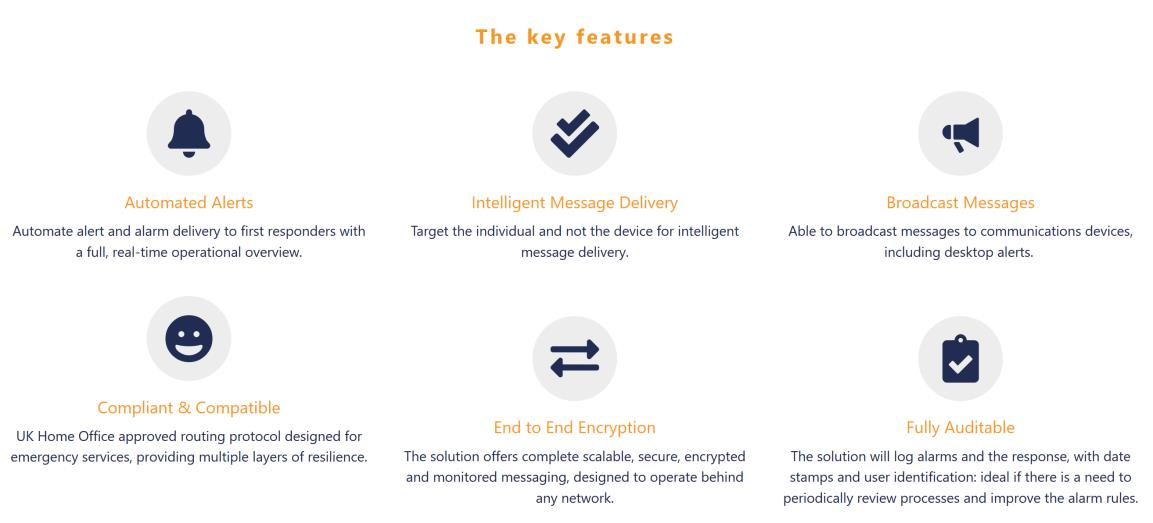 The key features
Automated Alerts
Automate alert and alarm delivery to first responders with
a full, real-time operational overview.
Intelligent Message Delivery
Target the individual and not the device for intelligent
message delivery.
Broadcast Messages
Able to broadcast messages to communications devices,
including desktop alerts.
Compliant & Compatible
UK Home Office approved routing protocol designed for
emergency services, providing multiple layers of resilience.
End to End Encryption
The solution offers complete scalable, secure, encrypted
and monitored messaging, designed to operate behind
any network.
Fully Auditable
The solution will log alarms and the response, with date
stamps and user identification: ideal if there is a need to
periodically review processes and improve the alarm rules.